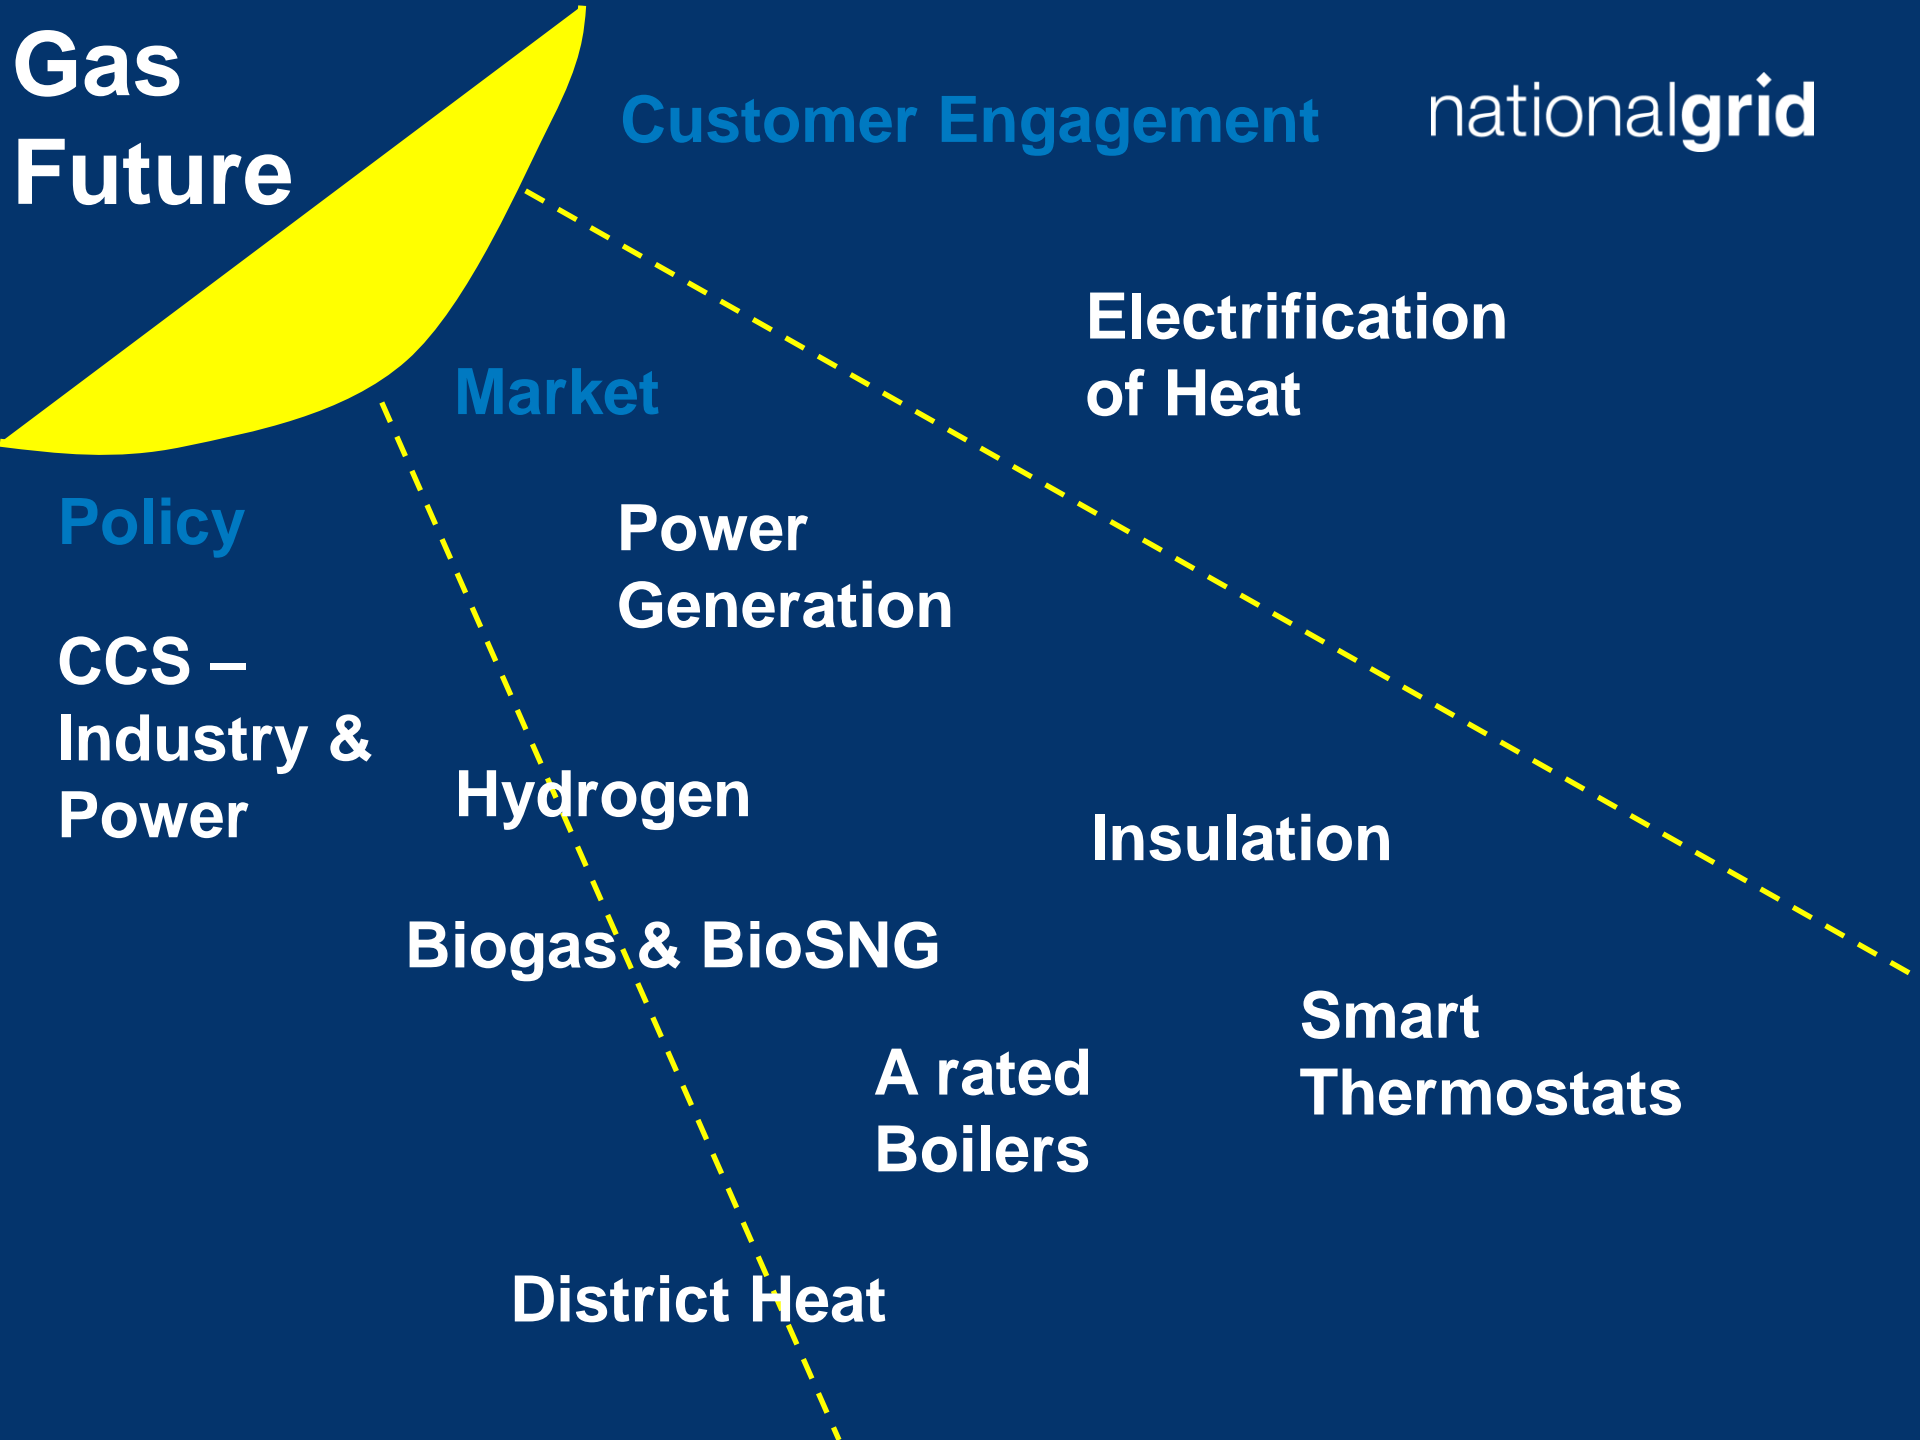 Gas
Future
Customer Engagement
nationalgrid
Electrification
of Heat
Market
Policy
Power
Generation
CCS –
Industry &
Power
Hydrogen
Insulation
Biogas & BioSNG
Smart
Thermostats
A rated
Boilers
District Heat